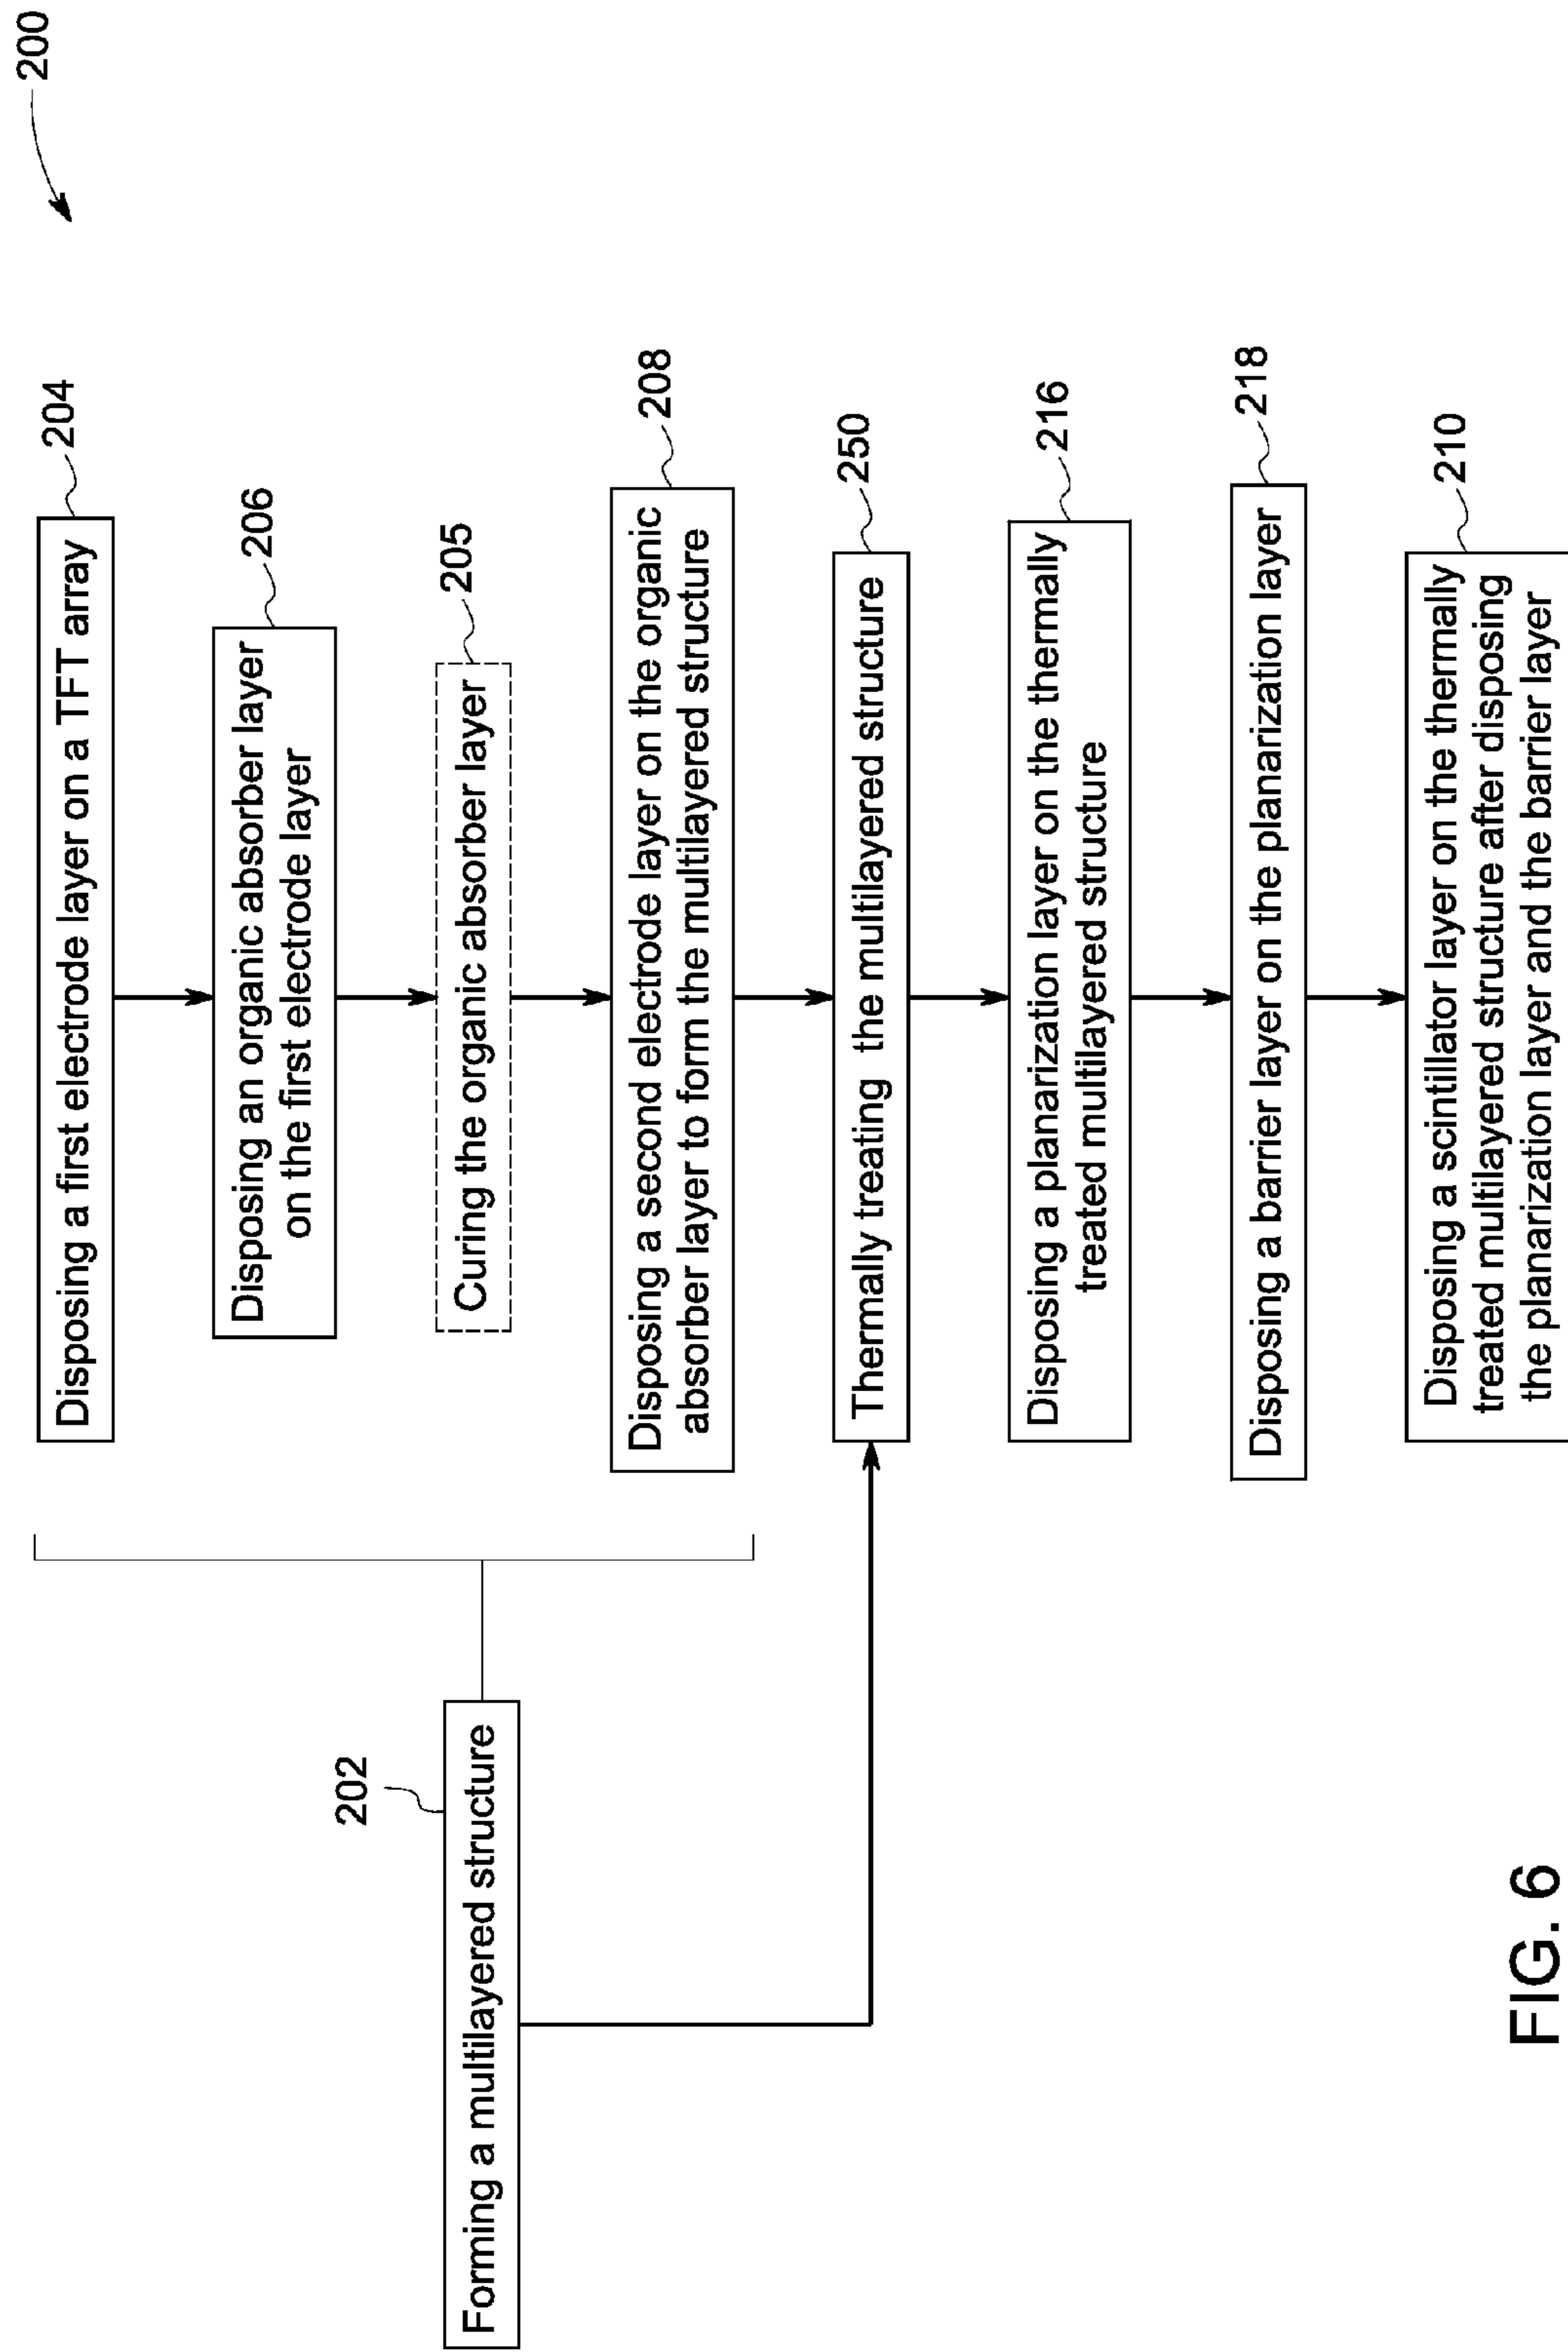 200
Disposing a first electrode layer on a TFT array
204
Disposing an organic absorber layer
on the first electrode layer
206
Curing the organic absorber layer
205
Disposing a second electrode layer on the organic
absorber layer to form the multilayered structure
208
202
Forming a multilayered structure
Thermally treating the multilayered structure
250
Disposing a planarization layer on the thermally
treated multilayered structure
216
Disposing a barrier layer on the planarization layer
218
Disposing a scintillator layer on the thermally
treated multilayered structure after disposing
the planarization layer and the barrier layer
210
FIG. 6